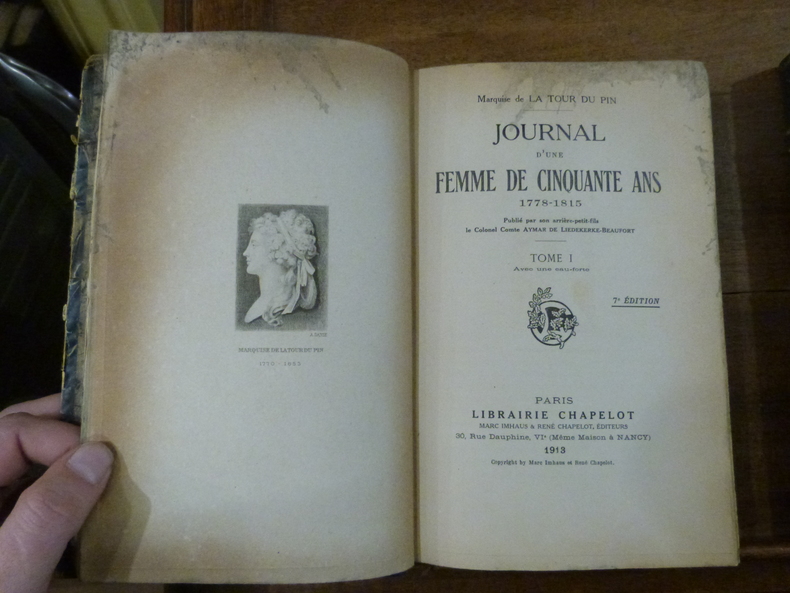 MARQUISE DE LA TOUR DU PIN
1770 - 1853
Marquise de LA TOUR DU PIN
JOURNAL
D'UNE
FEMME DE CINQUANTE ANS
1778-1815
Publié par son arrière-petit-fils
le Colonel Comte AYMAR DE LIEDEKERKE-BEAUFORT
TOME I
Avec une eau-forte
7e ÉDITION
PARIS
LIBRAIRIE CHAPELOT
MARC IMHAUS & RENÉ CHAPELOT, ÉDITEURS
30, Rue Dauphine, VIe (Même Maison à NANCY)
1913
Copyright by Marc Imhaus et René Chapelot.